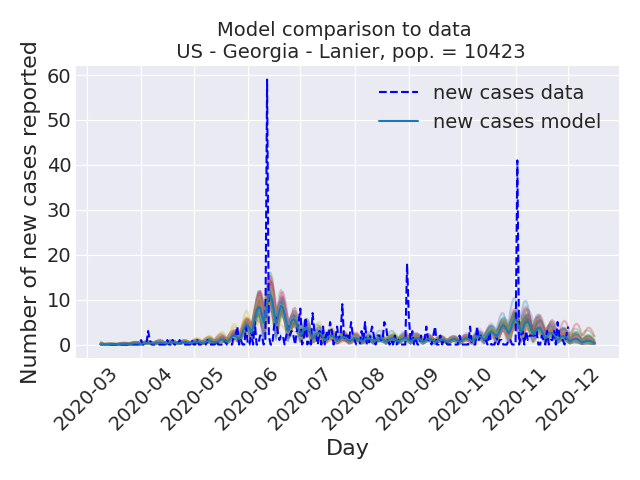 Model comparison to data
US - Georgia - Lanier, pop. = 10423
Number of new cases reported
60
50
40
30
20
10
0
new cases data
new cases model
2020-03
2020-04
2020-05
2020-06
2020-07
2020-08
2020-09
2020-10
2020-11
2020-12
Day